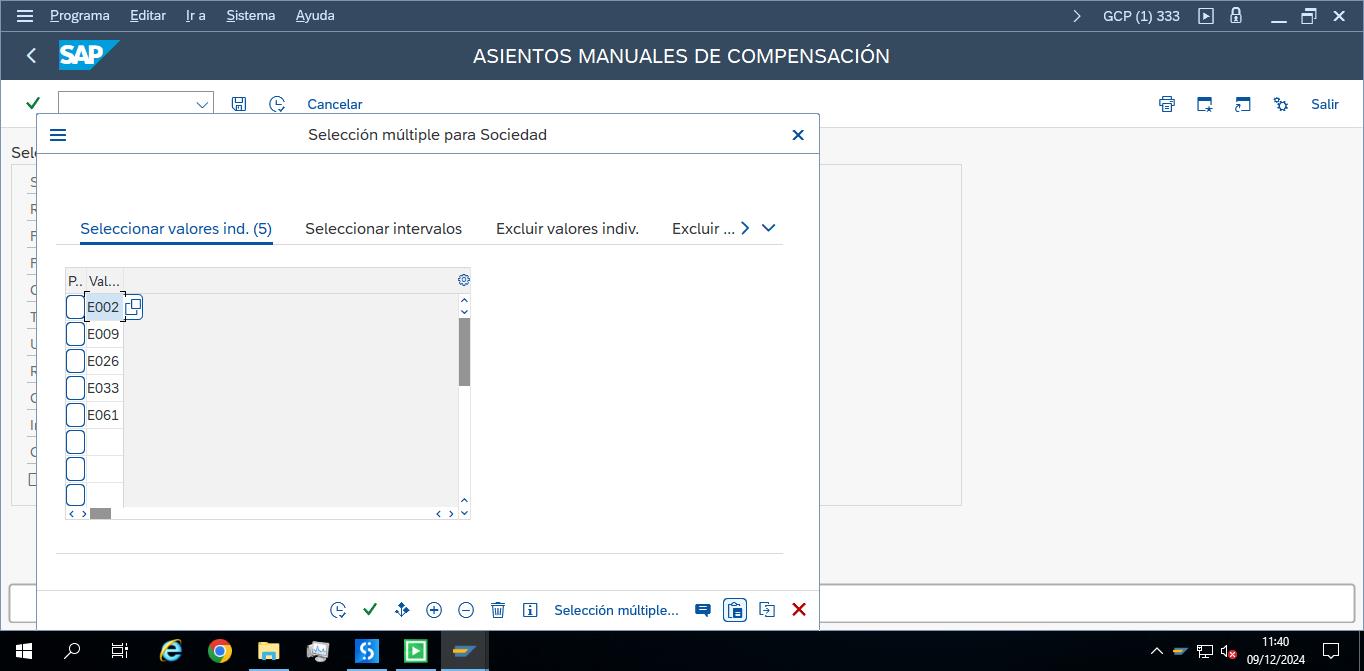 Programa Editar Ir a Sistema Ayuda GCP (1) 333
SAP ASIENTOS MANUALES DE COMPENSACIÓN
Cancelar Salir
Selección múltiple para Sociedad
Sel
Seleccionar valores ind. (5) Seleccionar intervalos Excluir valores indiv. Excluir ...
P.. Val...
E002
E009
E026
E033
E061
Selección múltiple...
11:40
09/12/2024